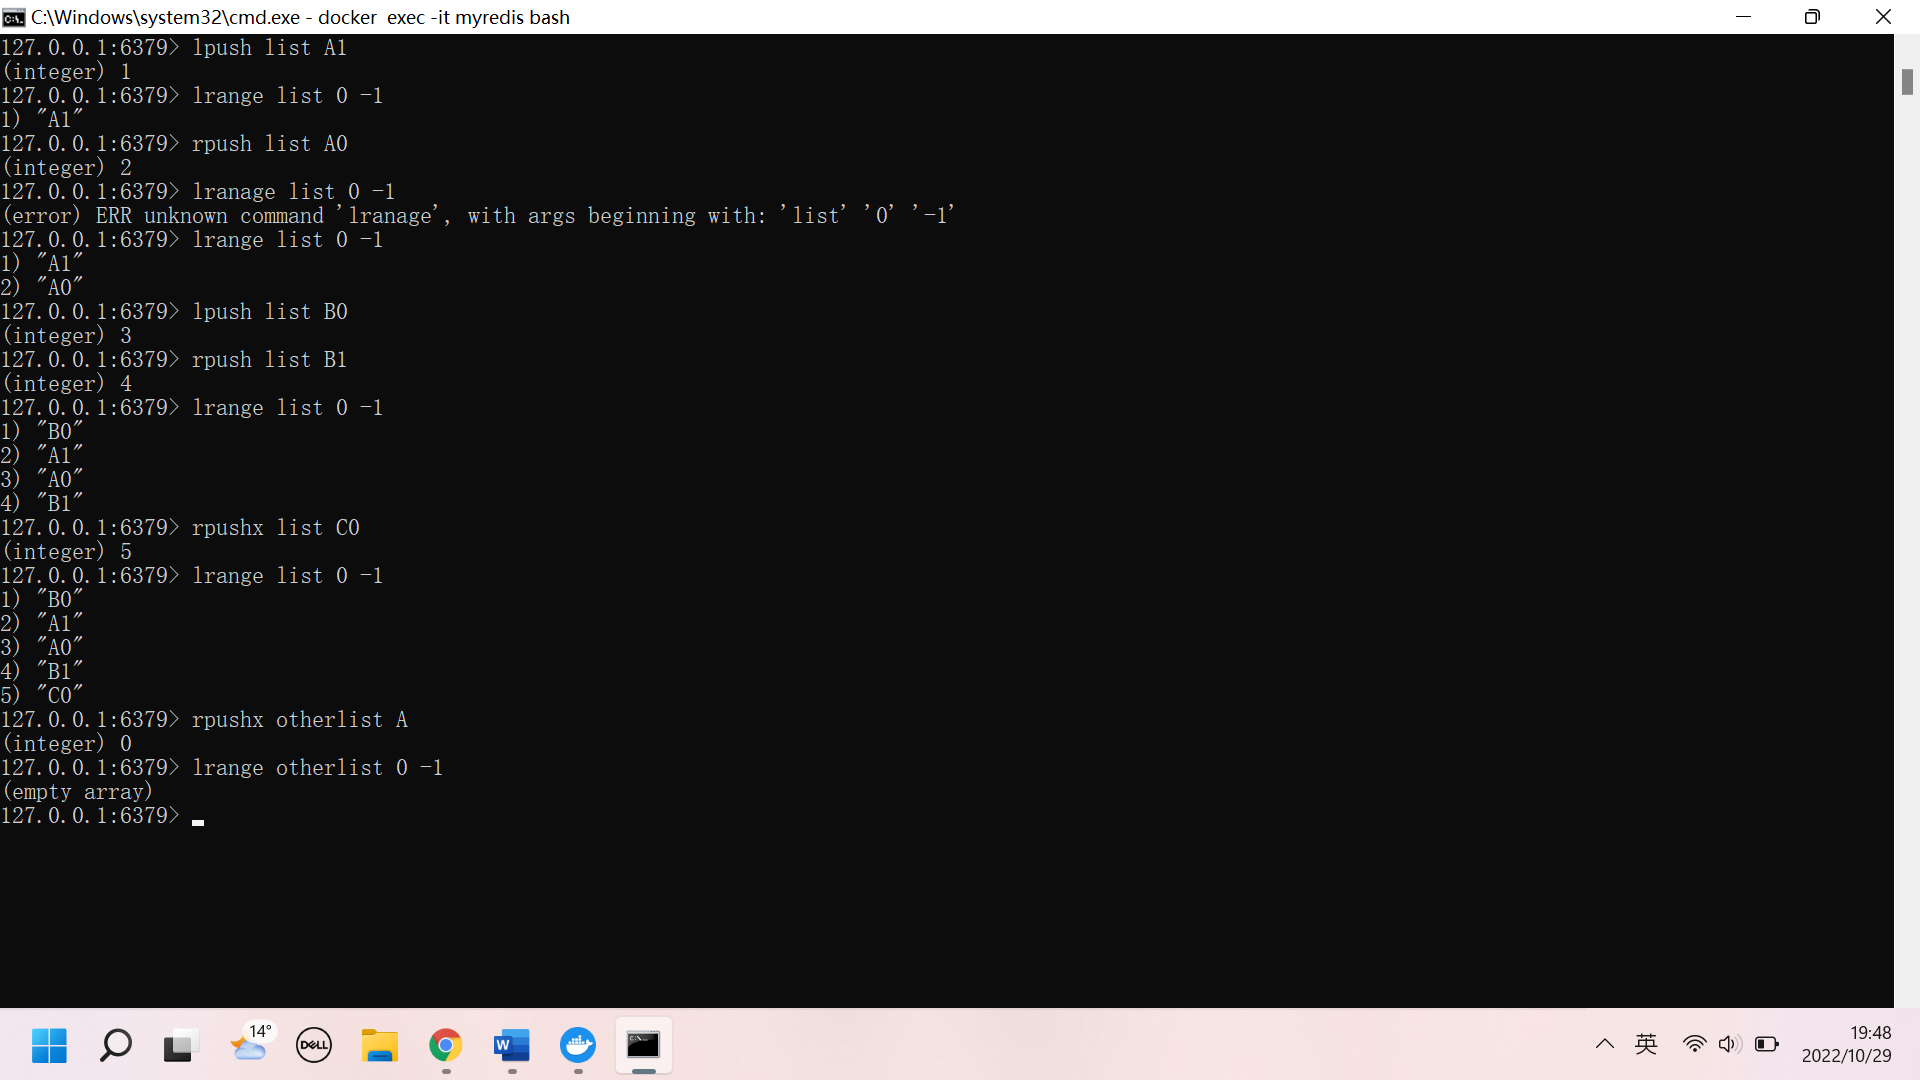 C:\Windows\system32\cmd.exe - docker  exec -it myredis bash
127.0.0.1:6379> lpush list A1
(integer) 1
127.0.0.1:6379> lrange list 0 -1
1) "A1"
127.0.0.1:6379> rpush list A0
(integer) 2
127.0.0.1:6379> lranage list 0 -1
(error) ERR unknown command 'lranage', with args beginning with: 'list' '0' '-1'
127.0.0.1:6379> lrange list 0 -1
1) "A1"
2) "A0"
127.0.0.1:6379> lpush list B0
(integer) 3
127.0.0.1:6379> rpush list B1
(integer) 4
127.0.0.1:6379> lrange list 0 -1
1) "B0"
2) "A1"
3) "A0"
4) "B1"
127.0.0.1:6379> rpushx list C0
(integer) 5
127.0.0.1:6379> lrange list 0 -1
1) "B0"
2) "A1"
3) "A0"
4) "B1"
5) "C0"
127.0.0.1:6379> rpushx otherlist A
(integer) 0
127.0.0.1:6379> lrange otherlist 0 -1
(empty array)
127.0.0.1:6379>
14°
DELL
W
C:\.
英
19:48
2022/10/29